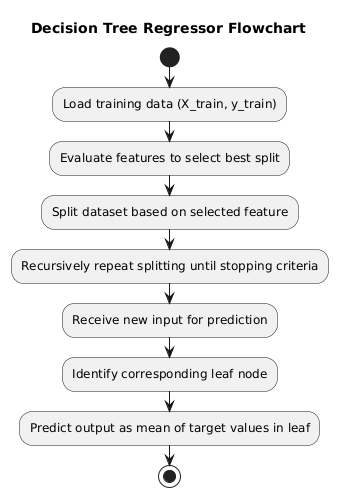 Decision Tree Regressor Flowchart
Load training data (X_train, y_train)
Evaluate features to select best split
Split dataset based on selected feature
Recursively repeat splitting until stopping criteria
Receive new input for prediction
Identify corresponding leaf node
Predict output as mean of target values in leaf